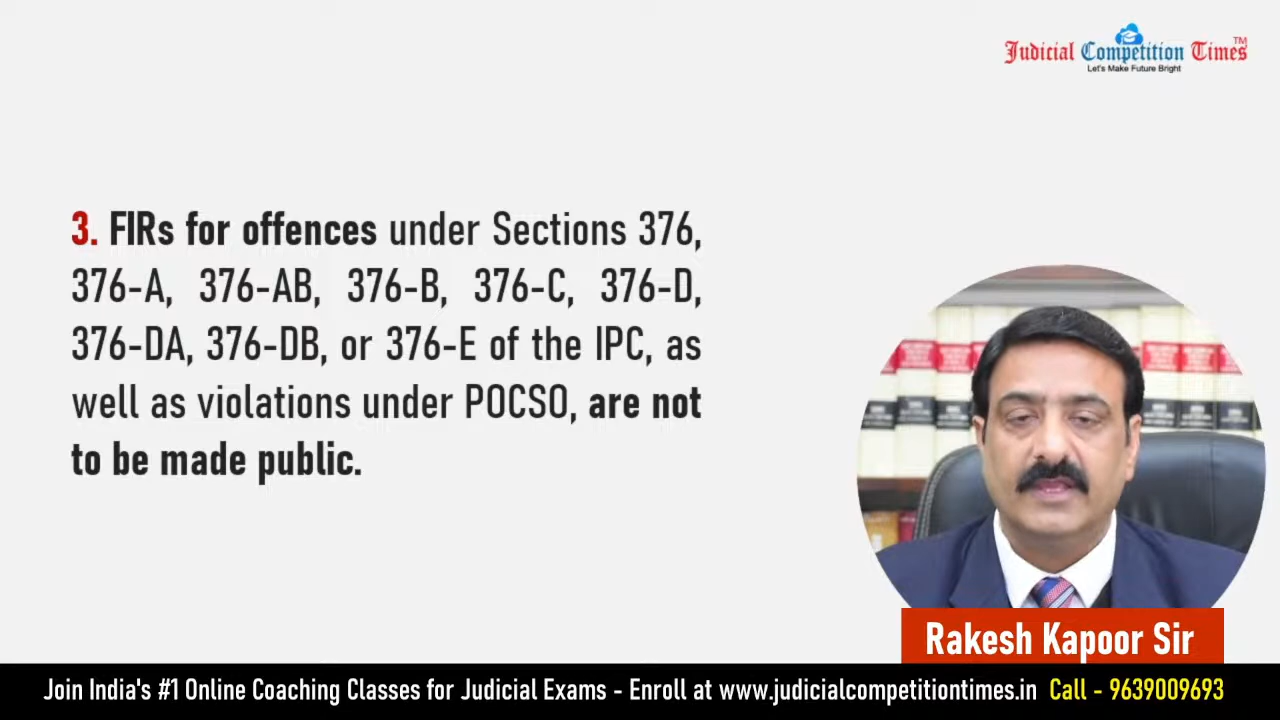 Judicial Competition Times™
Let's Make Future Bright
3. FIRs for offences under Sections 376,
376-A, 376-AB, 376-B, 376-C, 376-D,
376-DA, 376-DB, or 376-E of the IPC, as
well as violations under POCSO, are not
to be made public.
Rakesh Kapoor Sir
Join India's #1 Online Coaching Classes for Judicial Exams - Enroll at www.judicialcompetitiontimes.in Call - 9639009693